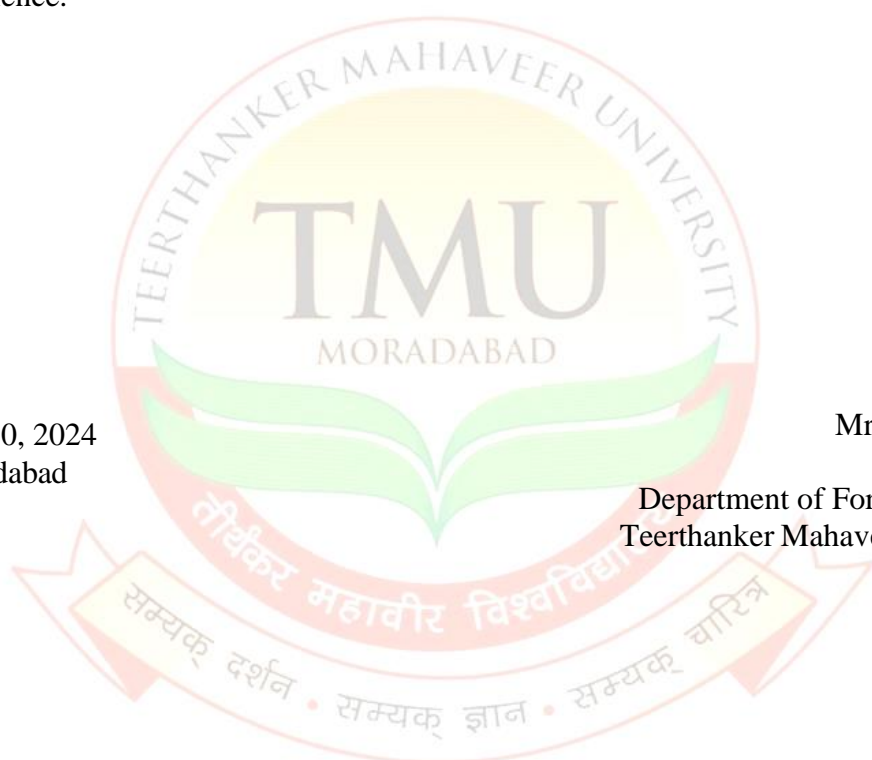 TEERTHANKER MAHAVEER UNIVERSITY
TMU
MORADABAD
0, 2024
dabad
Mr
Department of For
Teerthanker Mahave
तीर्थंकर महावीर विश्वविद्यालय
सम्यक् दर्शन • सम्यक् ज्ञान • सम्यक् चारित्र